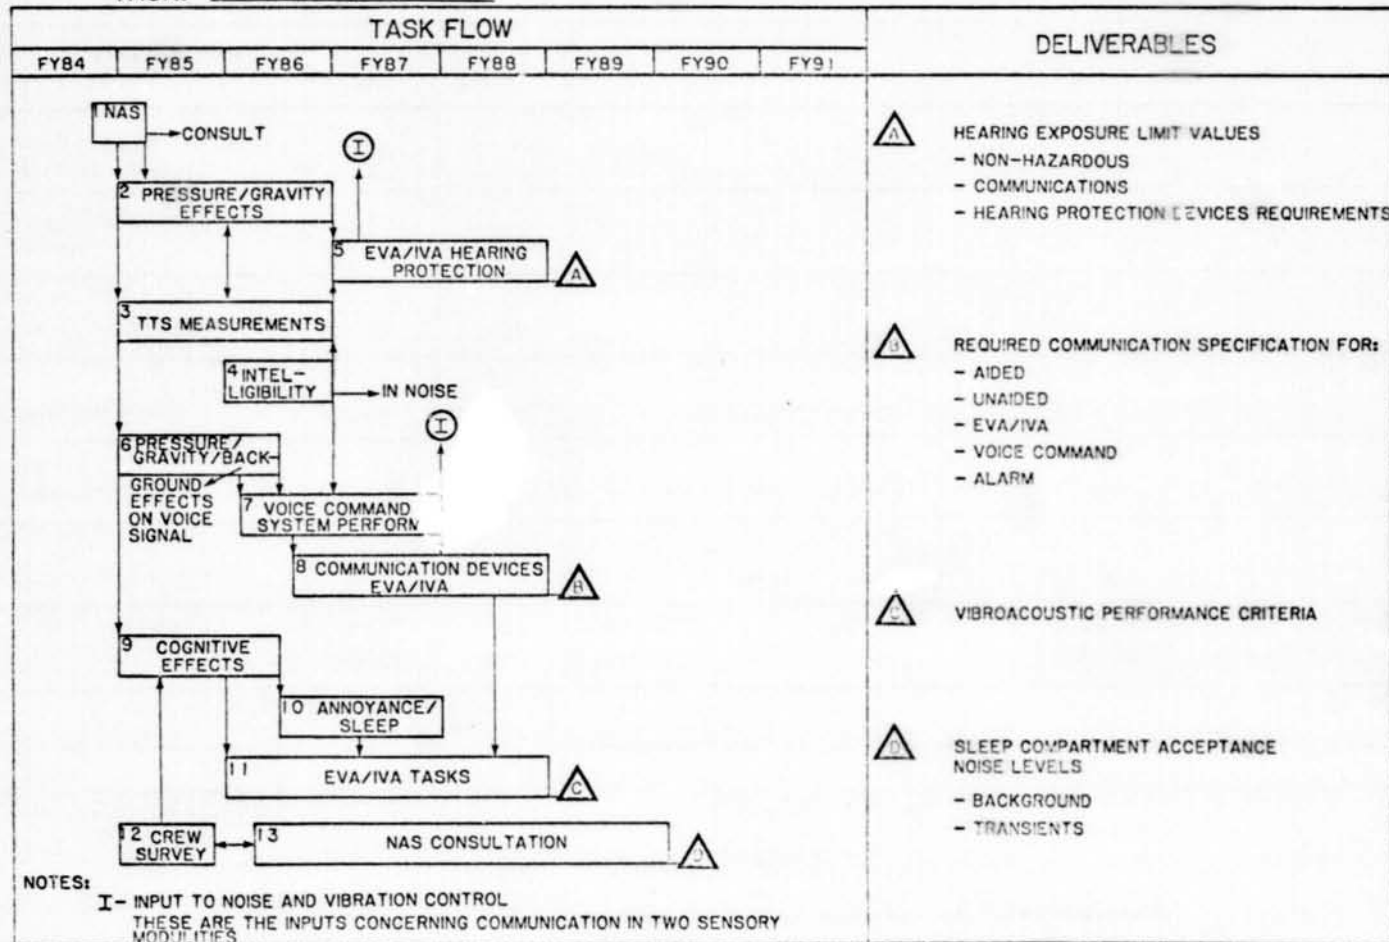 TASK FLOW
DELIVERABLES
FY84 FY85 FY86 FY87 FY88 FY89 FY90 FY91
1 NAS
CONSULT
I
2 PRESSURE/GRAVITY
EFFECTS
5 EVA/IVA HEARING
PROTECTION
A
3 TTS MEASUREMENTS
4 INTEL-
LIGIBILITY
IN NOISE
I
6 PRESSURE/
GRAVITY/BACK-
GROUND
EFFECTS
ON VOICE
SIGNAL
7 VOICE COMMAND
SYSTEM PERFORM
8 COMMUNICATION DEVICES
EVA/IVA
B
9 COGNITIVE
EFFECTS
10 ANNOYANCE/
SLEEP
11 EVA/IVA TASKS
C
12 CREW
SURVEY
13 NAS CONSULTATION
D
NOTES:
I- INPUT TO NOISE AND VIBRATION CONTROL
THESE ARE THE INPUTS CONCERNING COMMUNICATION IN TWO SENSORY
MODULITIES
A HEARING EXPOSURE LIMIT VALUES
- NON-HAZARDOUS
- COMMUNICATIONS
- HEARING PROTECTION DEVICES REQUIREMENTS
B REQUIRED COMMUNICATION SPECIFICATION FOR:
- AIDED
- UNAIDED
- EVA/IVA
- VOICE COMMAND
- ALARM
C VIBROACOUSTIC PERFORMANCE CRITERIA
D SLEEP COMPARTMENT ACCEPTANCE
NOISE LEVELS
- BACKGROUND
- TRANSIENTS